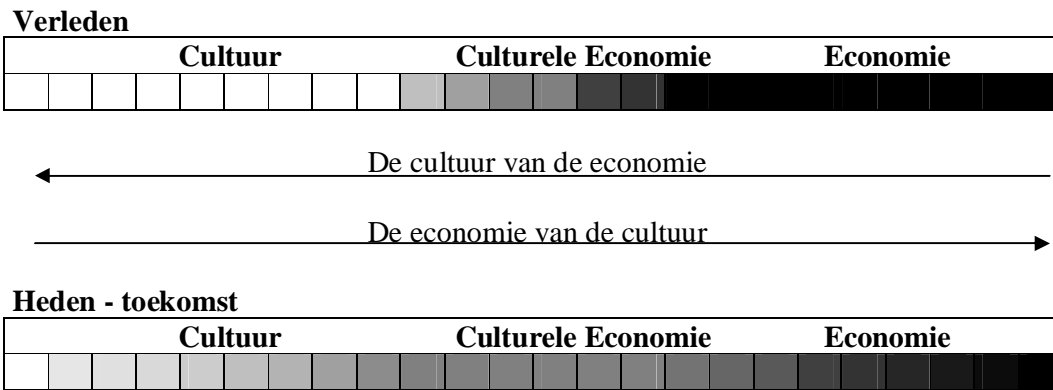 Verleden
Cultuur Culturele Economie Economie
De cultuur van de economie
De economie van de cultuur
Heden - toekomst
Cultuur Culturele Economie Economie